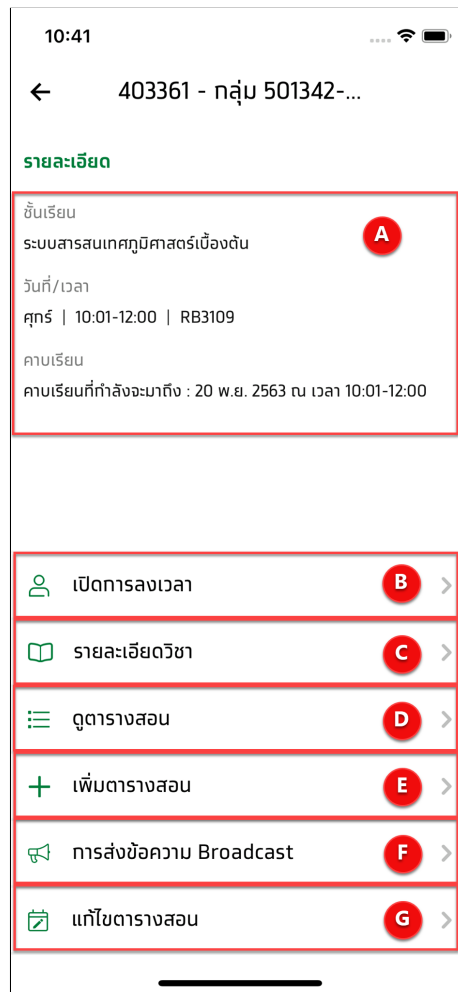 10:41
403361 - กลุ่ม 501342-...
รายละเอียด
ชั้นเรียน
A
ระบบสารสนเทศภูมิศาสตร์เบื้องต้น
วันที่/เวลา
ศุกร์ | 10:01-12:00 | RB3109
คาบเรียน
คาบเรียนที่กำลังจะมาถึง : 20 พ.ย. 2563 ณ เวลา 10:01-12:00
เปิดการลงเวลา B
รายละเอียดวิชา C
ดูตารางสอน D
เพิ่มตารางสอน E
การส่งข้อความ Broadcast F
แก้ไขตารางสอน G